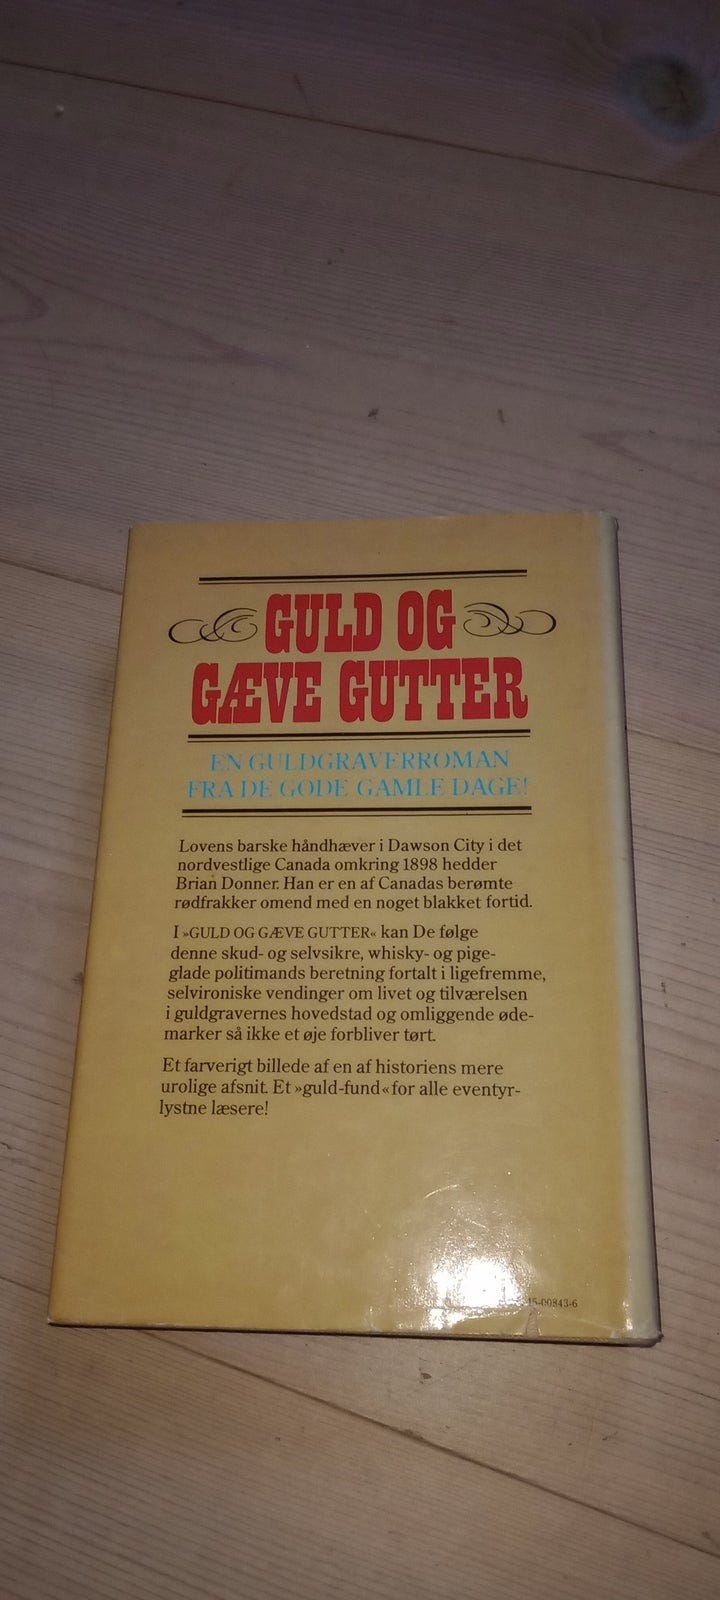 GULD OG
GÆVE GUTTER
EN GULDGRAVERROMAN
FRA DE GODE GAMLE DAGE!
Lovens barske håndhæver i Dawson City i det
nordvestlige Canada omkring 1898 hedder
Brian Donner. Han er en af Canadas berømte
rødfrakker omend med en noget blakket fortid.
I »GULD OG GÆVE GUTTER« kan De følge
denne skud- og selvsikre, whisky- og pige-
glade politimands beretning fortalt i ligefremme,
selvironiske vendinger om livet og tilværelsen
i guldgravernes hovedstad og omliggende øde-
marker så ikke et øje forbliver tørt.
Et farverigt billede af en af historiens mere
urolige afsnit. Et »guld-fund« for alle eventyr-
lystne læsere!
15-00843-6